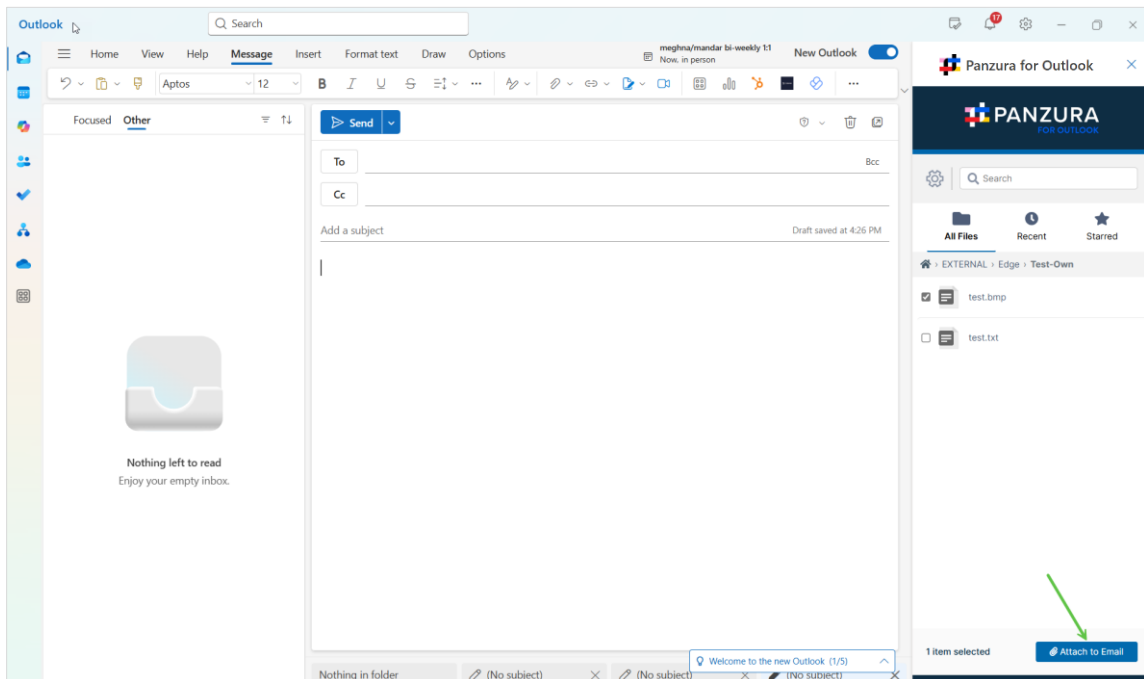 Outlook
Search
17
Home View Help Message Insert Format text Draw Options
meghna/mandar bi-weekly 1:1
Now, in person
New Outlook
Aptos 12 B I U S
Focused Other
Send
To
Bcc
Cc
Add a subject
Draft saved at 4:26 PM
Nothing left to read
Enjoy your empty inbox.
Nothing in folder
(No subject)
(No subject)
(No subject)
Welcome to the new Outlook (1/5)
Panzura for Outlook
PANZURA
FOR OUTLOOK
Search
All Files Recent Starred
EXTERNAL › Edge › Test-Own
test.bmp
test.txt
1 item selected
Attach to Email